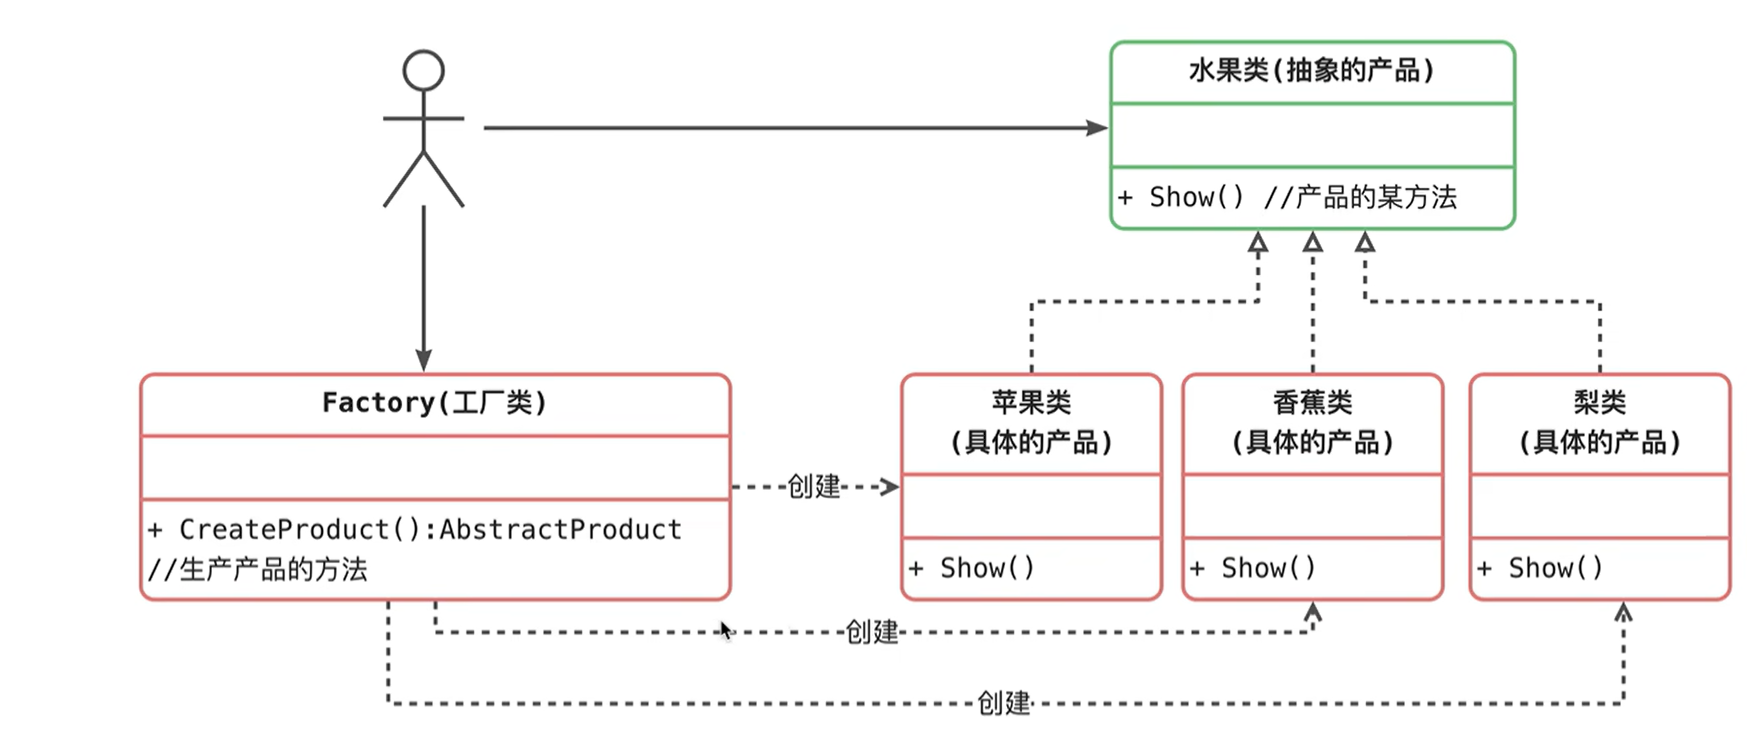 水果类(抽象的产品)
+ Show() //产品的某方法
Factory(工厂类)
+ CreateProduct():AbstractProduct
//生产产品的方法
创建
苹果类
(具体的产品)
+ Show()
香蕉类
(具体的产品)
+ Show()
梨类
(具体的产品)
+ Show()
创建
创建